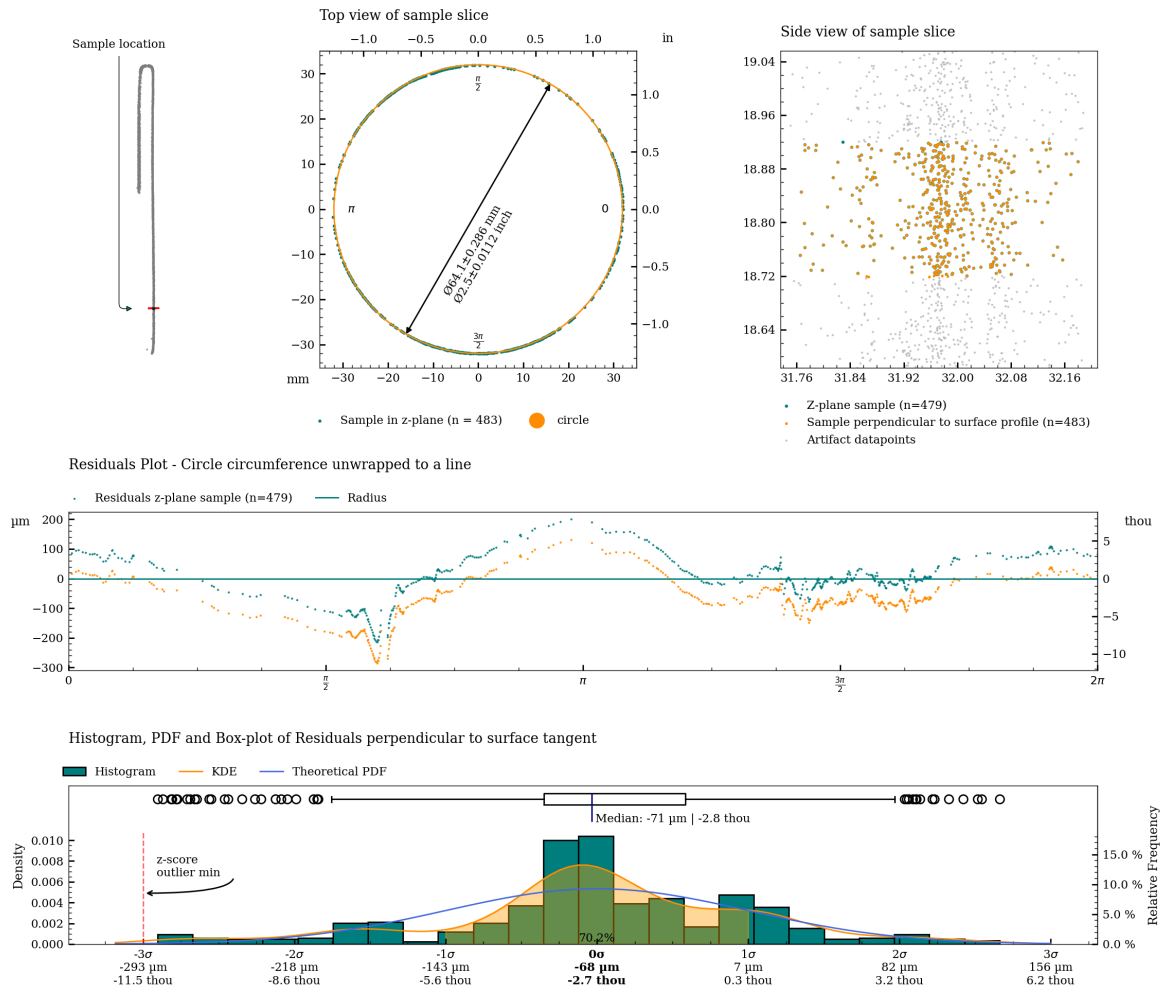 Sample location
Top view of sample slice
−1.0 −0.5 0.0 0.5 1.0 in
30
20
10
0
−10
−20
−30
1.0
0.5
0.0
−0.5
−1.0
π/2
π
0
3π/2
Ø64.1±0.286 mm
Ø2.5±0.0112 inch
mm −30 −20 −10 0 10 20 30
Sample in z-plane (n = 483) circle
Side view of sample slice
19.04
18.96
18.88
18.80
18.72
18.64
31.76 31.84 31.92 32.00 32.08 32.16
Z-plane sample (n=479)
Sample perpendicular to surface profile (n=483)
Artifact datapoints
Residuals Plot - Circle circumference unwrapped to a line
Residuals z-plane sample (n=479) Radius
µm
200
100
0
−100
−200
−300
thou
5
0
−5
−10
0 π/2 π 3π/2 2π
Histogram, PDF and Box-plot of Residuals perpendicular to surface tangent
Histogram KDE Theoretical PDF
Median: -71 µm | -2.8 thou
z-score
outlier min
Density
0.010
0.008
0.006
0.004
0.002
0.000
Relative Frequency
15.0 %
10.0 %
5.0 %
0.0 %
70.2%
-3σ -2σ -1σ 0σ 1σ 2σ 3σ
-293 µm -218 µm -143 µm -68 µm 7 µm 82 µm 156 µm
-11.5 thou -8.6 thou -5.6 thou -2.7 thou 0.3 thou 3.2 thou 6.2 thou